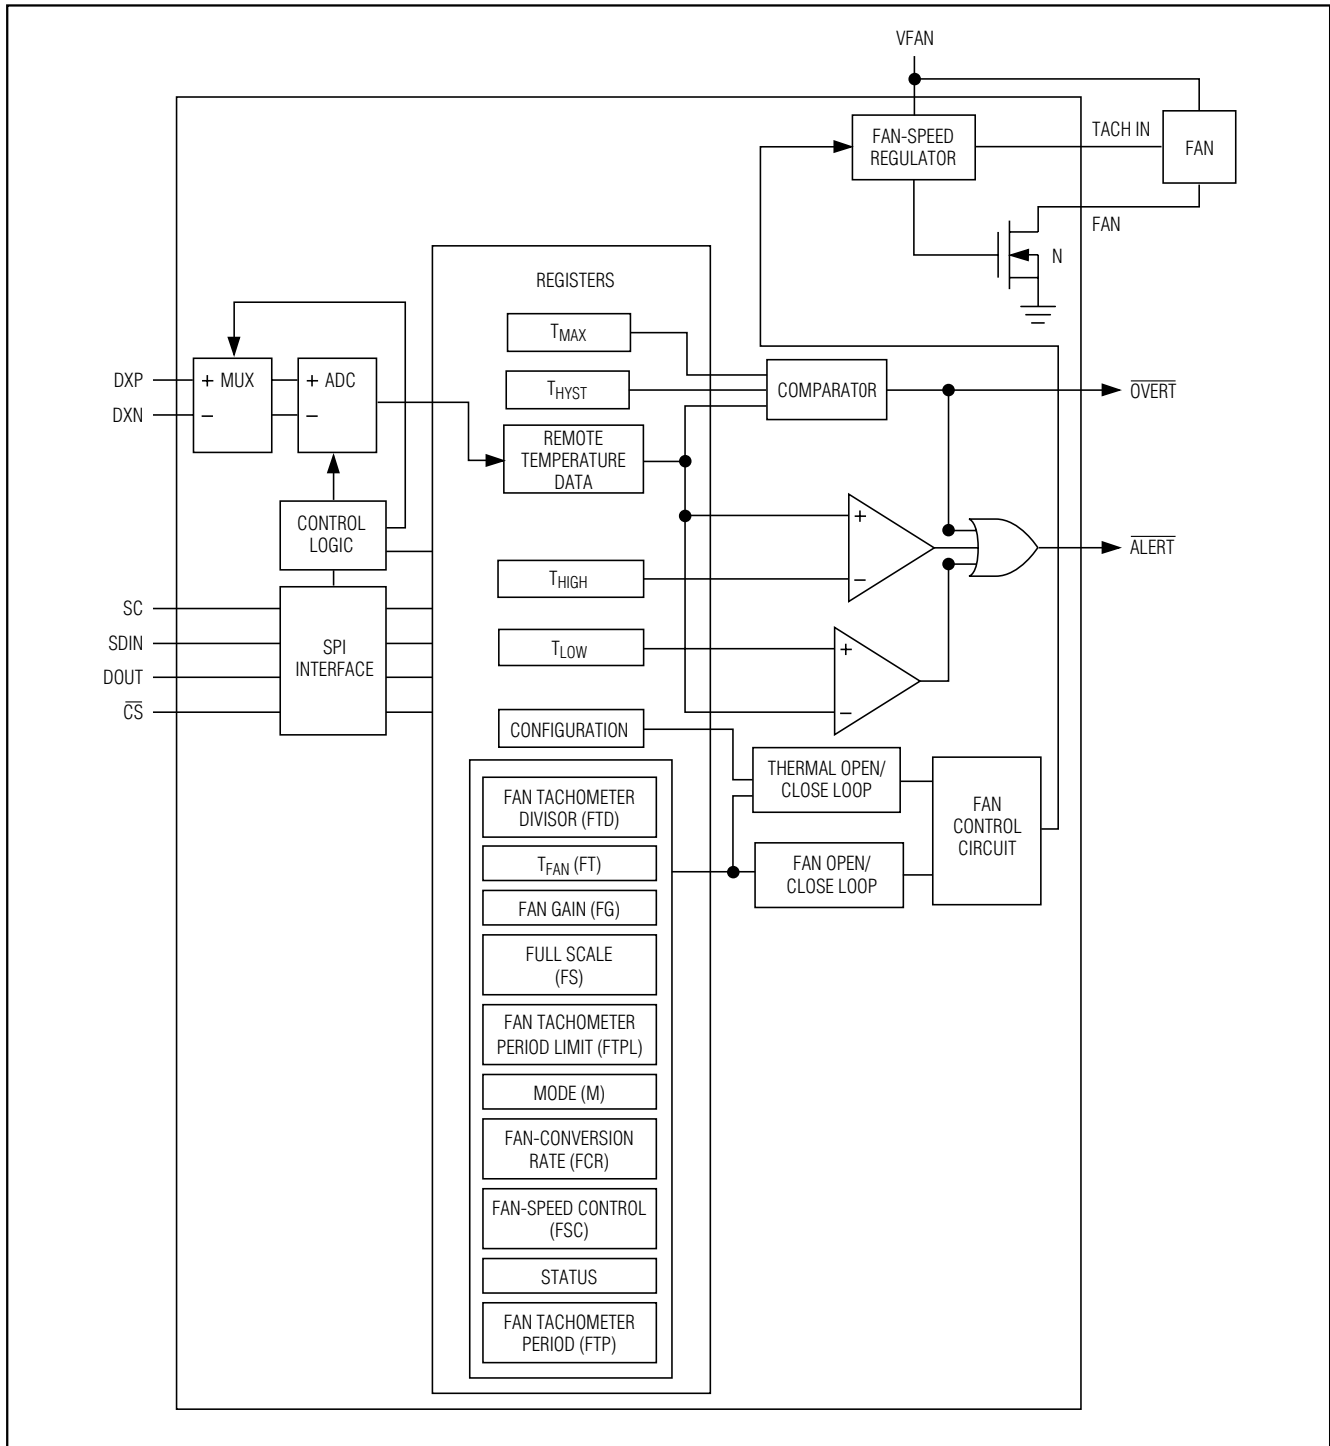 VFAN
FAN-SPEED
REGULATOR
TACH IN
FAN
FAN
N
REGISTERS
TMAX
THYST
REMOTE
TEMPERATURE
DATA
COMPARAT0R
OVERT
DXP
DXN
+ MUX
–
+ ADC
–
CONTROL
LOGIC
+
–
ALERT
THIGH
TLOW
+
–
SC
SDIN
DOUT
CS
SPI
INTERFACE
CONFIGURATION
THERMAL OPEN/
CLOSE LOOP
FAN OPEN/
CLOSE LOOP
FAN
CONTROL
CIRCUIT
FAN TACHOMETER
DIVISOR (FTD)
TFAN (FT)
FAN GAIN (FG)
FULL SCALE
(FS)
FAN TACHOMETER
PERIOD LIMIT (FTPL)
MODE (M)
FAN-CONVERSION
RATE (FCR)
FAN-SPEED CONTROL
(FSC)
STATUS
FAN TACHOMETER
PERIOD (FTP)